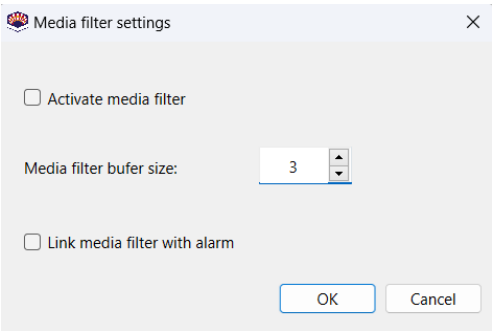 Media filter settings
Activate media filter
Media filter bufer size: 3
Link media filter with alarm
OK Cancel